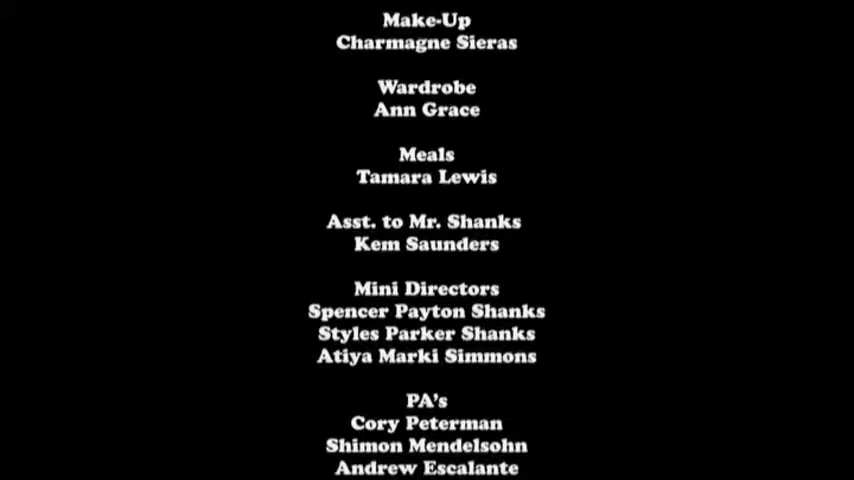 Make-Up
Charmagne Sieras
Wardrobe
Ann Grace
Meals
Tamara Lewis
Asst. to Mr. Shanks
Kem Saunders
Mini Directors
Spencer Payton Shanks
Styles Parker Shanks
Atiya Marki Simmons
PA's
Cory Peterman
Shimon Mendelsohn
Andrew Escalante